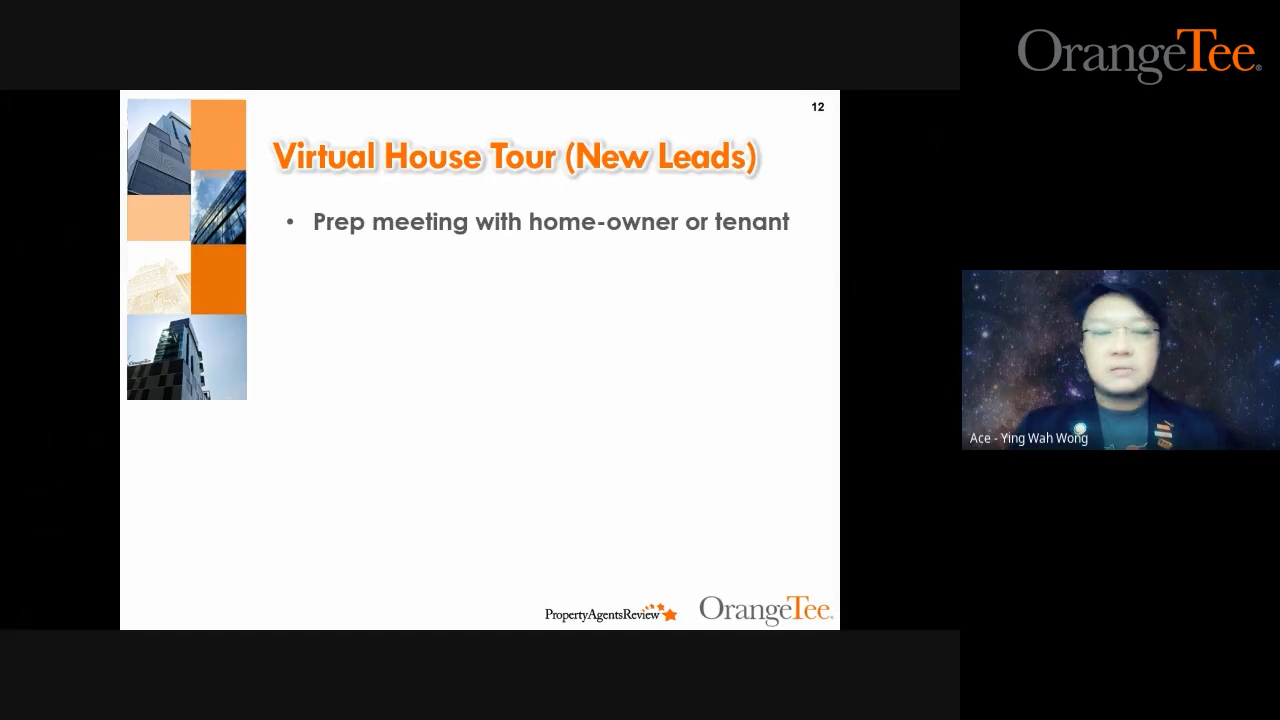 OrangeTee
12
Virtual House Tour (New Leads)
• Prep meeting with home-owner or tenant
Ace - Ying Wah Wong
PropertyAgentsReview
OrangeTee